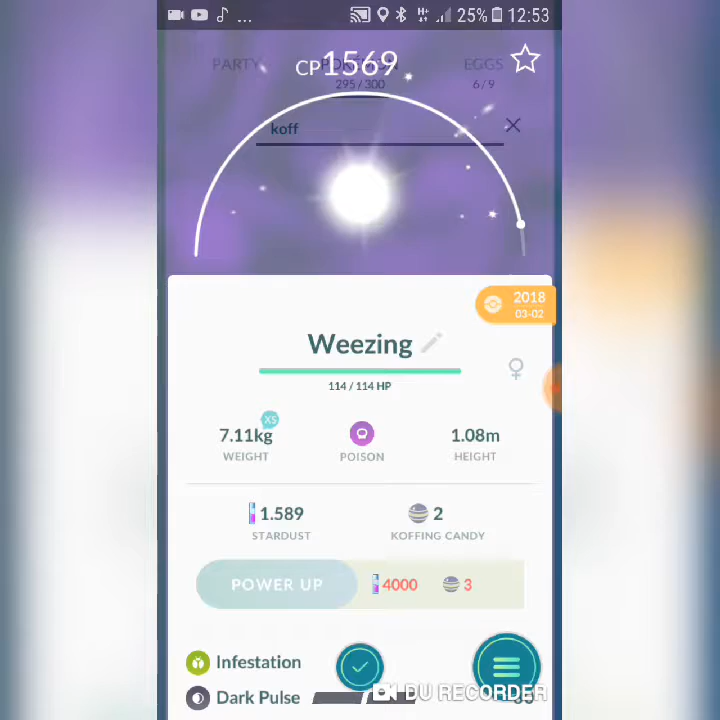 ... 25% 12:53
PARTY POKÉMON EGGS
CP1569
295/300 6/9
koff
2018
03-02
Weezing
114 / 114 HP
XS
7.11kg 1.08m
WEIGHT POISON HEIGHT
1.589 2
STARDUST KOFFING CANDY
POWER UP 4000 3
Infestation
Dark Pulse
DU RECORDER